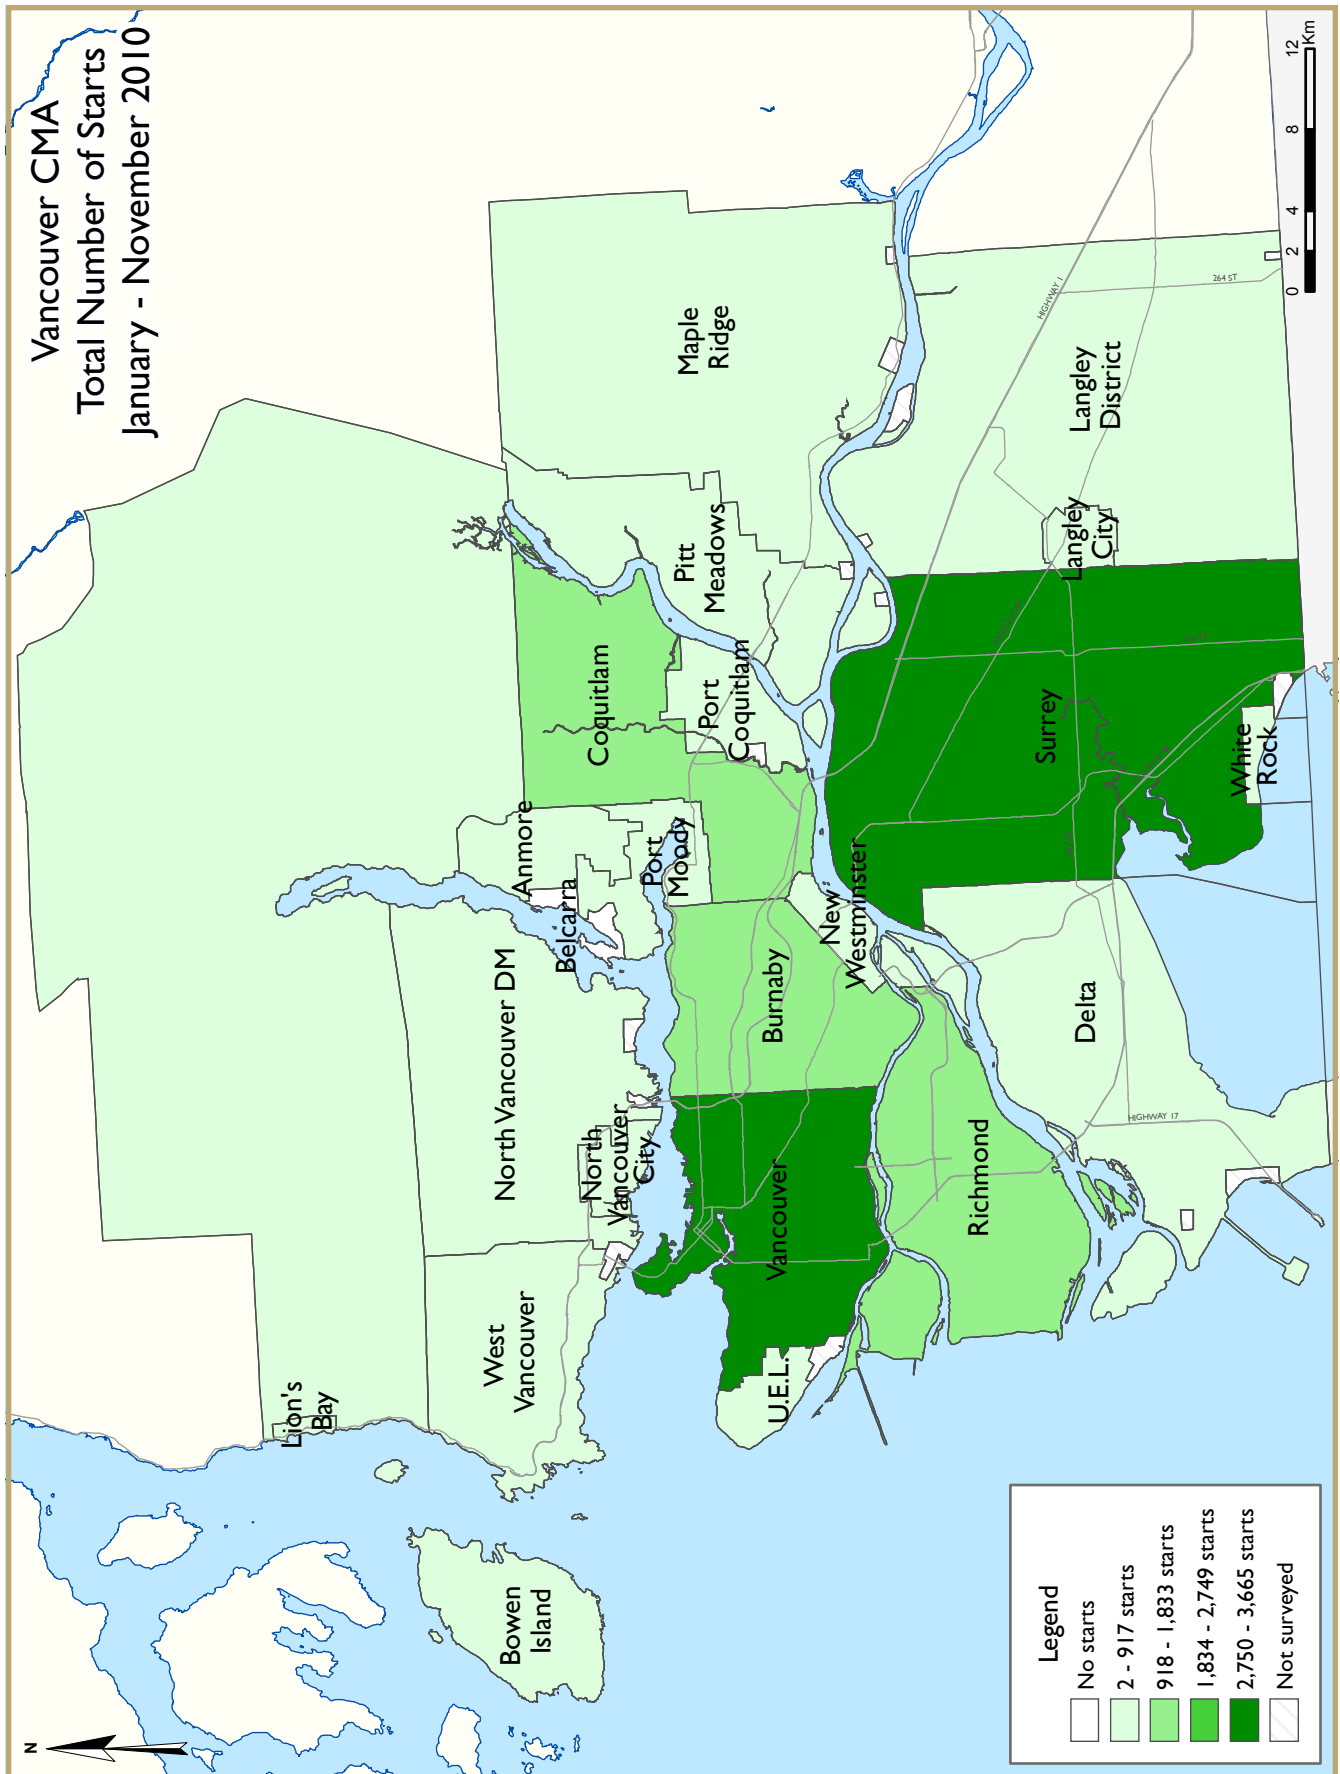 Vancouver CMA
Total Number of Starts
January - November 2010
N
Lion's
Bay
Bowen
Island
West
Vancouver
North Vancouver DM
North
Vancouver
City
Anmore
Belcarra
Port
Moody
Coquitlam
Port
Coquitlam
Pitt
Meadows
Maple
Ridge
U.E.L.
Vancouver
Burnaby
New
Westminster
Richmond
Delta
Surrey
White
Rock
Langley
City
Langley
District
HIGHWAY 1
264 ST
HIGHWAY 17
Legend
No starts
2 - 917 starts
918 - 1,833 starts
1,834 - 2,749 starts
2,750 - 3,665 starts
Not surveyed
0 2 4 8 12
Km